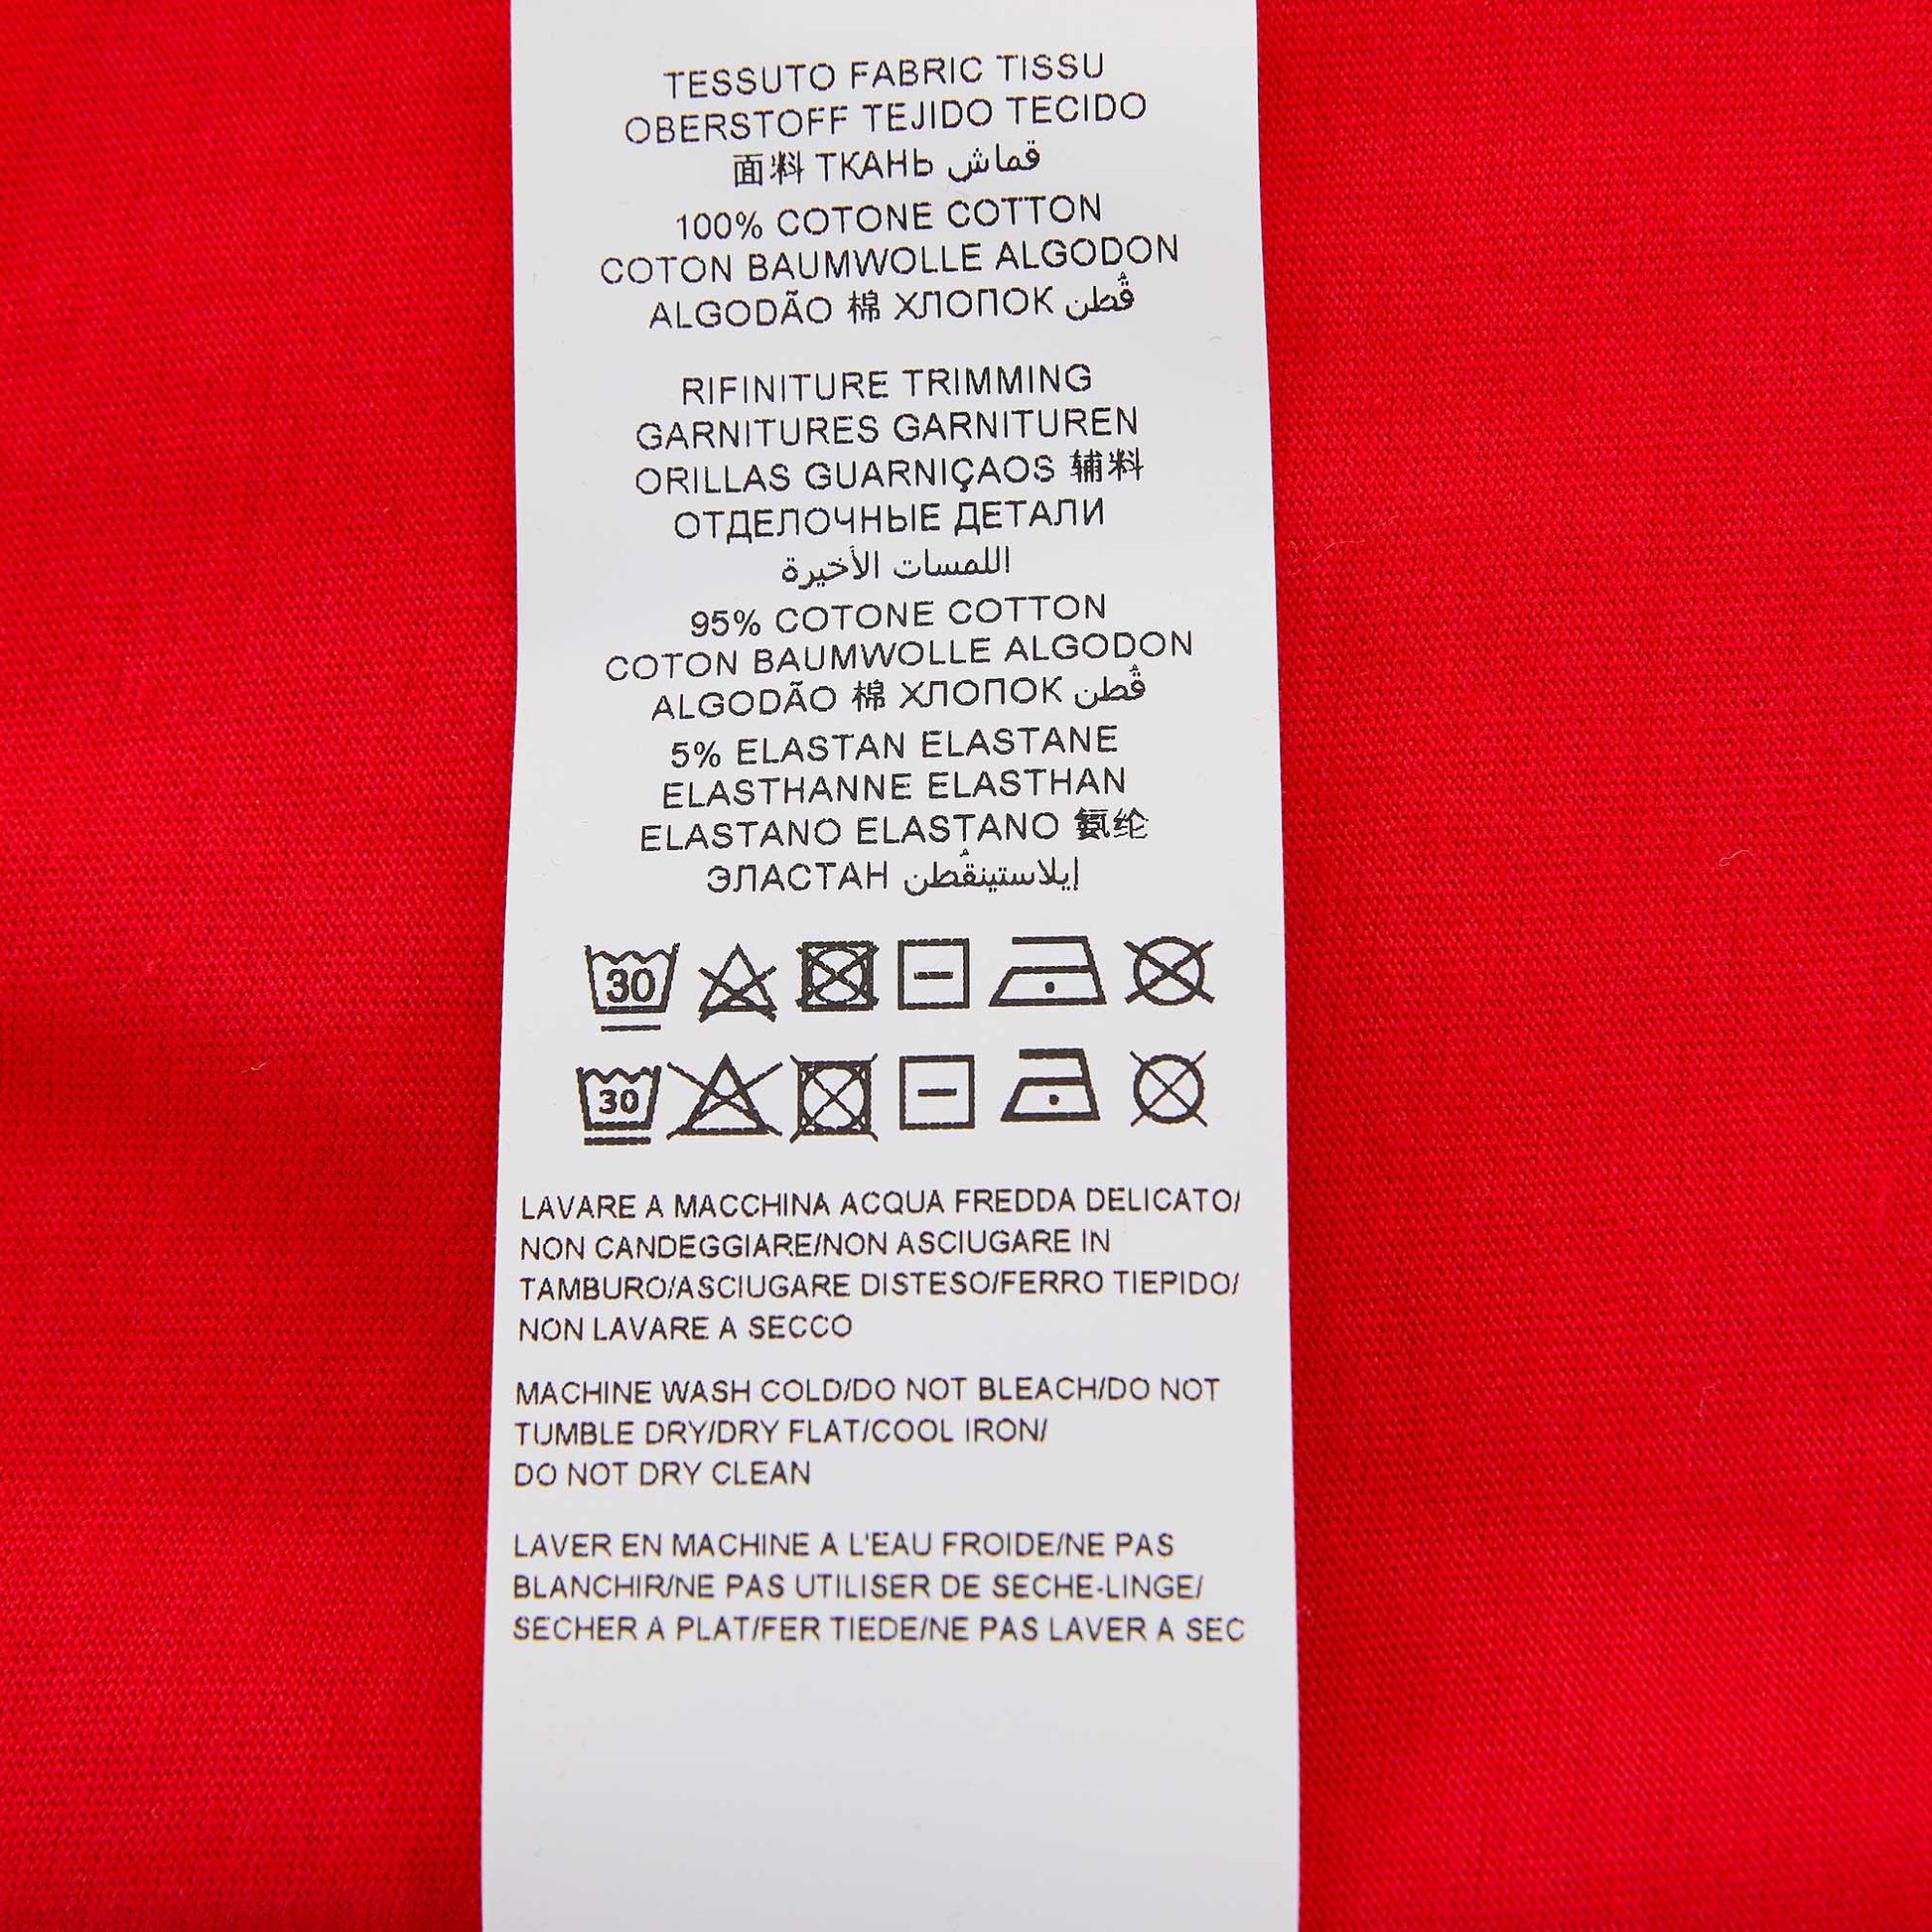 TESSUTO FABRIC TISSU
OBERSTOFF TEJIDO TECIDO
面料 ТКАНЬ قماش
100% COTONE COTTON
COTON BAUMWOLLE ALGODON
ALGODÃO 棉 ХЛОПОК قُطن
RIFINITURE TRIMMING
GARNITURES GARNITUREN
ORILLAS GUARNIÇAOS 辅料
ОТДЕЛОЧНЫЕ ДЕТАЛИ
اللمسات الأخيرة
95% COTONE COTTON
COTON BAUMWOLLE ALGODON
ALGODÃO 棉 ХЛОПОК قُطن
5% ELASTAN ELASTANE
ELASTHANNE ELASTHAN
ELASTANO ELASTANO 氨纶
ЭЛАСТАН إيلاستينقُطن
30
30
LAVARE A MACCHINA ACQUA FREDDA DELICATO/
NON CANDEGGIARE/NON ASCIUGARE IN
TAMBURO/ASCIUGARE DISTESO/FERRO TIEPIDO/
NON LAVARE A SECCO
MACHINE WASH COLD/DO NOT BLEACH/DO NOT
TUMBLE DRY/DRY FLAT/COOL IRON/
DO NOT DRY CLEAN
LAVER EN MACHINE A L'EAU FROIDE/NE PAS
BLANCHIR/NE PAS UTILISER DE SECHE-LINGE/
SECHER A PLAT/FER TIEDE/NE PAS LAVER A SEC